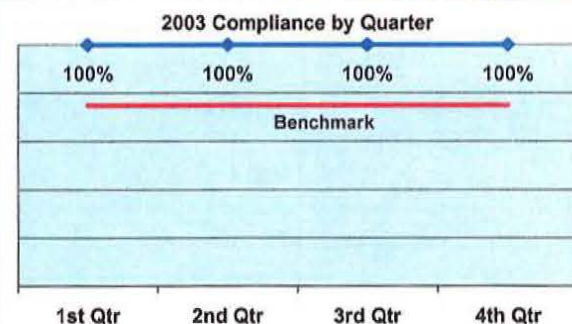 2003 Compliance by Quarter
100% 100% 100% 100%
Benchmark
1st Qtr 2nd Qtr 3rd Qtr 4th Qtr